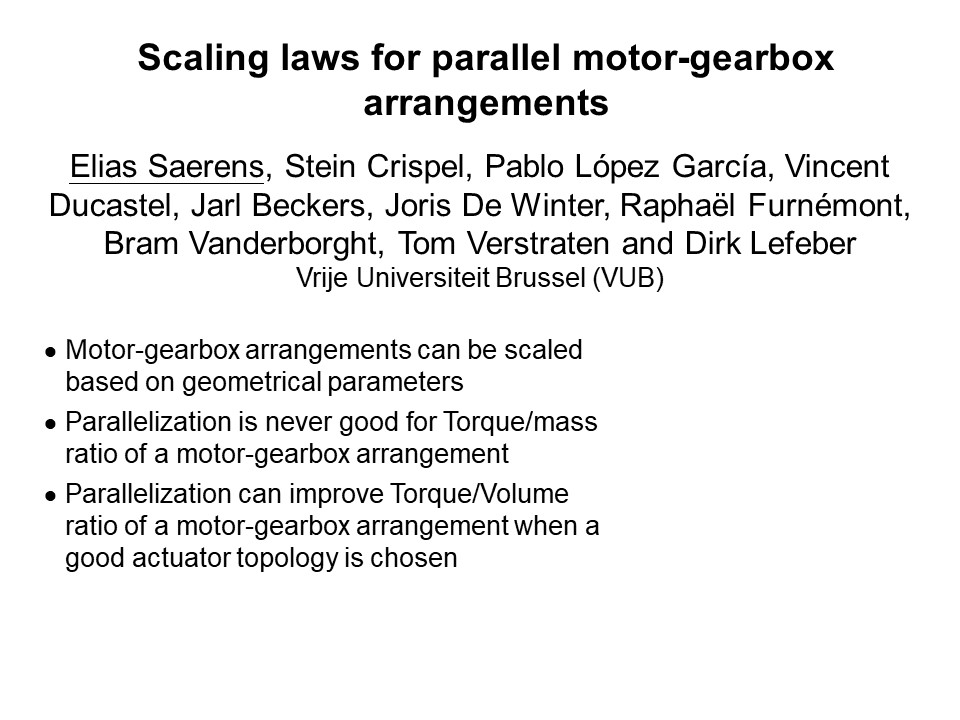 Scaling laws for parallel motor-gearbox
arrangements
Elias Saerens, Stein Crispel, Pablo López García, Vincent
Ducastel, Jarl Beckers, Joris De Winter, Raphaël Furnémont,
Bram Vanderborght, Tom Verstraten and Dirk Lefeber
Vrije Universiteit Brussel (VUB)
● Motor-gearbox arrangements can be scaled
based on geometrical parameters
● Parallelization is never good for Torque/mass
ratio of a motor-gearbox arrangement
● Parallelization can improve Torque/Volume
ratio of a motor-gearbox arrangement when a
good actuator topology is chosen